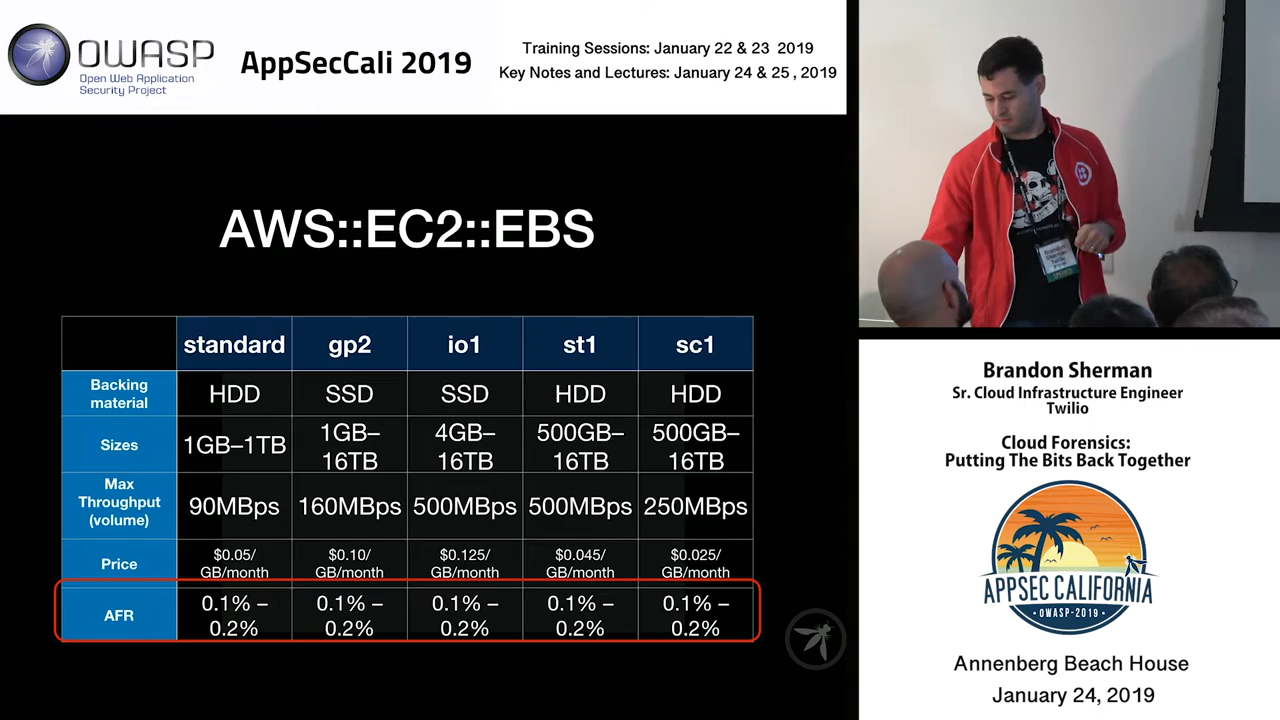 OWASP
Open Web Application
Security Project
AppSecCali 2019
Training Sessions: January 22 & 23 2019
Key Notes and Lectures: January 24 & 25 , 2019
AWS::EC2::EBS
standard gp2 io1 st1 sc1
Backing
material
HDD SSD SSD HDD HDD
Sizes
1GB–1TB
1GB–
16TB
4GB–
16TB
500GB–
16TB
500GB–
16TB
Max
Throughput
(volume)
90MBps 160MBps 500MBps 500MBps 250MBps
Price
$0.05/
GB/month
$0.10/
GB/month
$0.125/
GB/month
$0.045/
GB/month
$0.025/
GB/month
AFR
0.1% –
0.2%
0.1% –
0.2%
0.1% –
0.2%
0.1% –
0.2%
0.1% –
0.2%
Brandon
Sherman
Twilio
Brandon Sherman
Sr. Cloud Infrastructure Engineer
Twilio
Cloud Forensics:
Putting The Bits Back Together
APPSEC CALIFORNIA
OWASP-2019
Annenberg Beach House
January 24, 2019